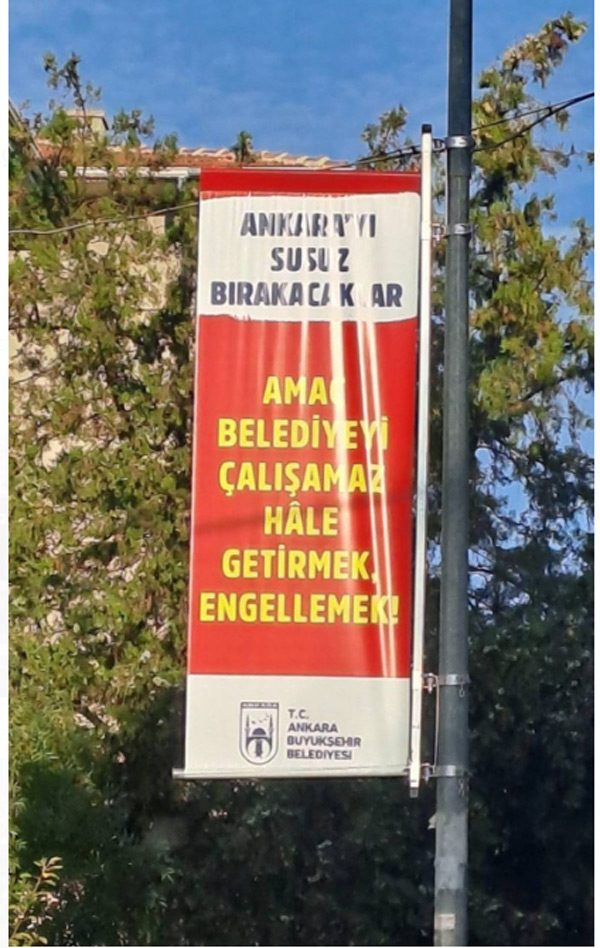 ANKARA'YI
SUSUZ
BIRAKACAKLAR
AMAÇ
BELEDİYEYİ
ÇALIŞAMAZ
HÂLE
GETİRMEK,
ENGELLEMEK!
T.C.
ANKARA
BÜYÜKŞEHİR
BELEDİYESİ